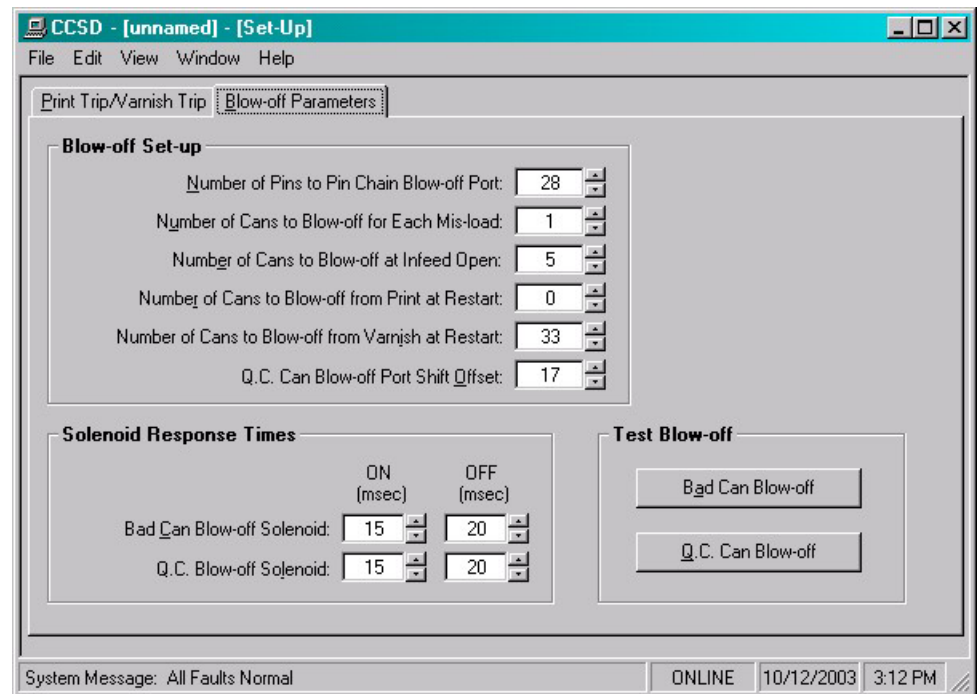 CCSD - [unnamed] - [Set-Up]
File Edit View Window Help
Print Trip/Varnish Trip Blow-off Parameters
Blow-off Set-up
Number of Pins to Pin Chain Blow-off Port: 28
Number of Cans to Blow-off for Each Mis-load: 1
Number of Cans to Blow-off at Infeed Open: 5
Number of Cans to Blow-off from Print at Restart: 0
Number of Cans to Blow-off from Varnish at Restart: 33
Q.C. Can Blow-off Port Shift Offset: 17
Solenoid Response Times
ON (msec) OFF (msec)
Bad Can Blow-off Solenoid: 15 20
Q.C. Blow-off Solenoid: 15 20
Test Blow-off
Bad Can Blow-off
Q.C. Can Blow-off
System Message: All Faults Normal ONLINE 10/12/2003 3:12 PM